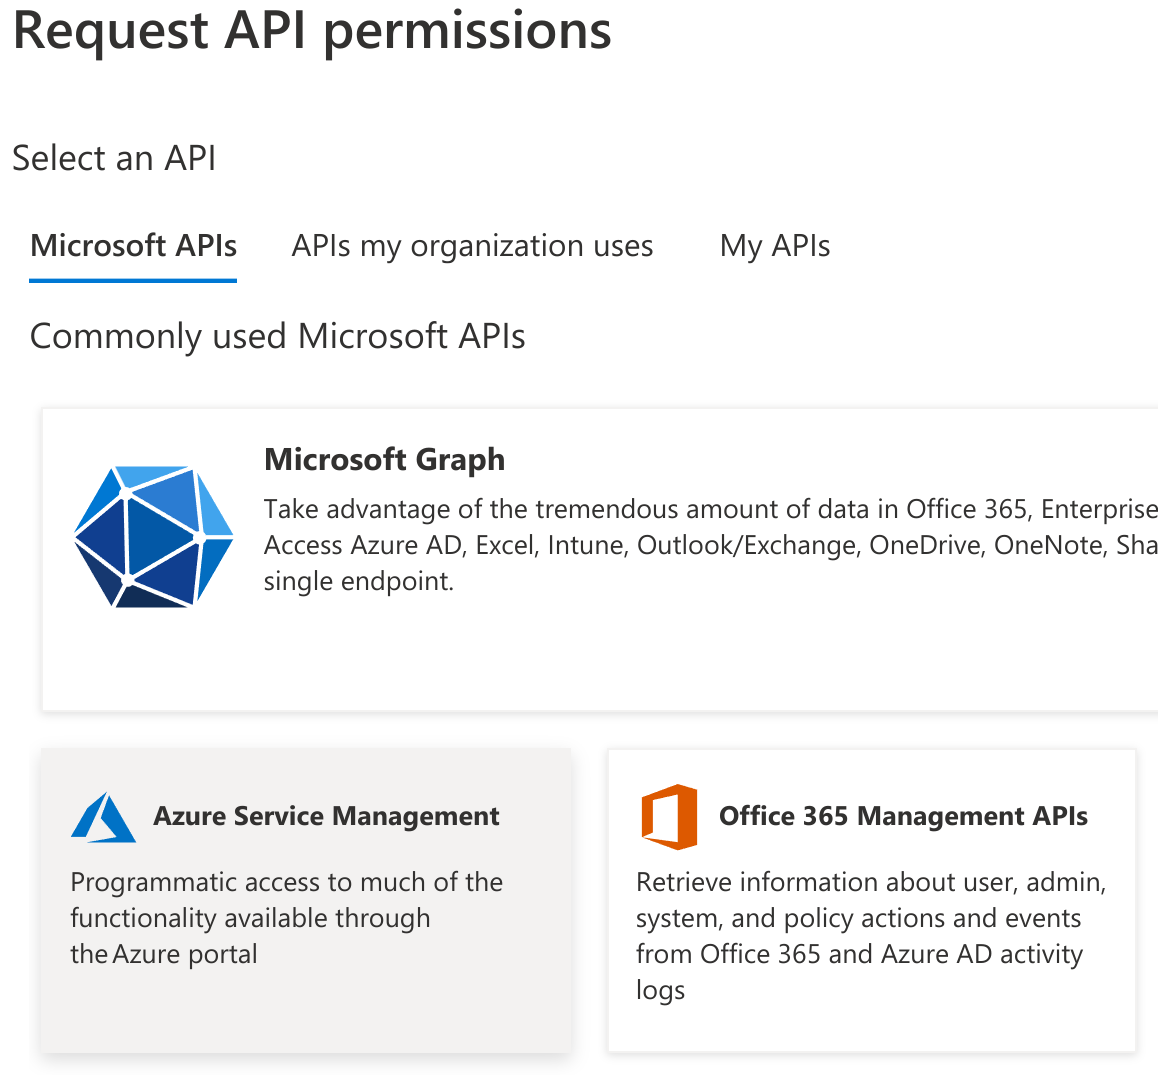 Request API permissions
Select an API
Microsoft APIs APIs my organization uses My APIs
Commonly used Microsoft APIs
Microsoft Graph
Take advantage of the tremendous amount of data in Office 365, Enterprise
Access Azure AD, Excel, Intune, Outlook/Exchange, OneDrive, OneNote, Sha
single endpoint.
Azure Service Management
Programmatic access to much of the
functionality available through
the Azure portal
Office 365 Management APIs
Retrieve information about user, admin,
system, and policy actions and events
from Office 365 and Azure AD activity
logs